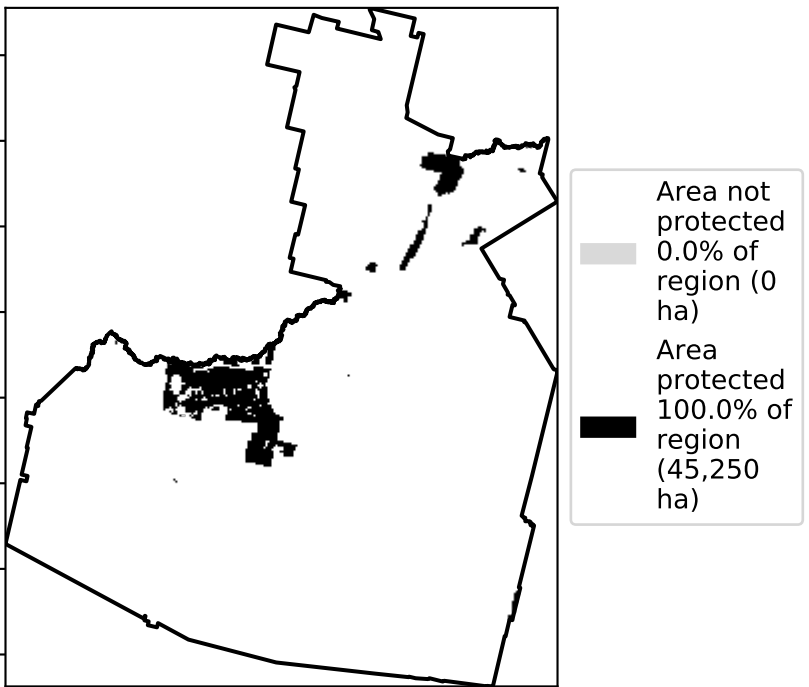 Area not
protected
0.0% of
region (0
ha)
Area
protected
100.0% of
region
(45,250
ha)